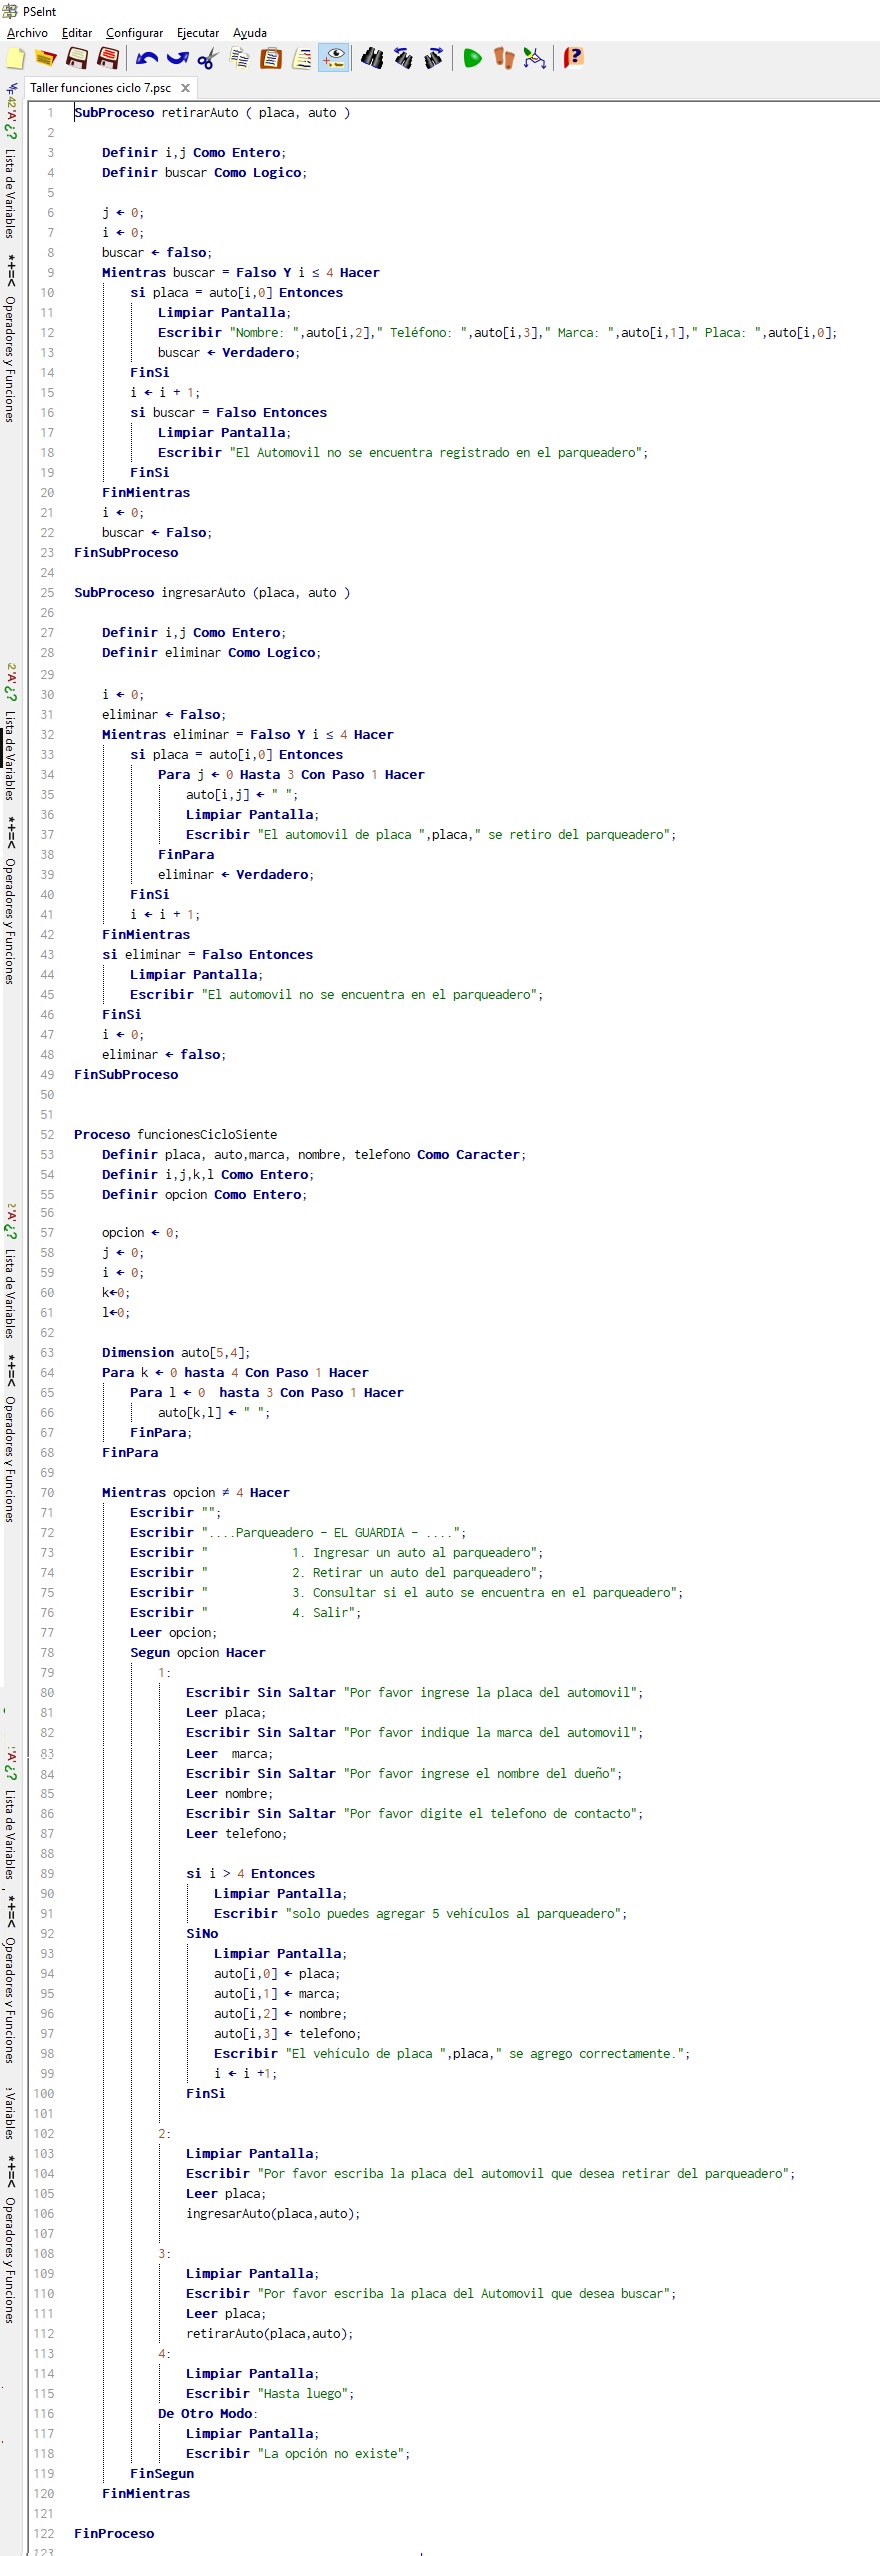 PSeInt
Archivo Editar Configurar Ejecutar Ayuda
Taller funciones ciclo 7.psc
Lista de Variables
Operadores y Funciones
Lista de Variables
Operadores y Funciones
Lista de Variables
Operadores y Funciones
Lista de Variables
Operadores y Funciones
Variables
Operadores y Funciones
1 SubProceso retirarAuto ( placa, auto )
2
3 Definir i,j Como Entero;
4 Definir buscar Como Logico;
5
6 j ← 0;
7 i ← 0;
8 buscar ← falso;
9 Mientras buscar = Falso Y i ≤ 4 Hacer
10 si placa = auto[i,0] Entonces
11 Limpiar Pantalla;
12 Escribir "Nombre: ",auto[i,2]," Teléfono: ",auto[i,3]," Marca: ",auto[i,1]," Placa: ",auto[i,0];
13 buscar ← Verdadero;
14 FinSi
15 i ← i + 1;
16 si buscar = Falso Entonces
17 Limpiar Pantalla;
18 Escribir "El Automovil no se encuentra registrado en el parqueadero";
19 FinSi
20 FinMientras
21 i ← 0;
22 buscar ← Falso;
23 FinSubProceso
24
25 SubProceso ingresarAuto (placa, auto )
26
27 Definir i,j Como Entero;
28 Definir eliminar Como Logico;
29
30 i ← 0;
31 eliminar ← Falso;
32 Mientras eliminar = Falso Y i ≤ 4 Hacer
33 si placa = auto[i,0] Entonces
34 Para j ← 0 Hasta 3 Con Paso 1 Hacer
35 auto[i,j] ← " ";
36 Limpiar Pantalla;
37 Escribir "El automovil de placa ",placa," se retiro del parqueadero";
38 FinPara
39 eliminar ← Verdadero;
40 FinSi
41 i ← i + 1;
42 FinMientras
43 si eliminar = Falso Entonces
44 Limpiar Pantalla;
45 Escribir "El automovil no se encuentra en el parqueadero";
46 FinSi
47 i ← 0;
48 eliminar ← falso;
49 FinSubProceso
50
51
52 Proceso funcionesCicloSiente
53 Definir placa, auto,marca, nombre, telefono Como Caracter;
54 Definir i,j,k,l Como Entero;
55 Definir opcion Como Entero;
56
57 opcion ← 0;
58 j ← 0;
59 i ← 0;
60 k←0;
61 l←0;
62
63 Dimension auto[5,4];
64 Para k ← 0 hasta 4 Con Paso 1 Hacer
65 Para l ← 0  hasta 3 Con Paso 1 Hacer
66 auto[k,l] ← " ";
67 FinPara;
68 FinPara
69
70 Mientras opcion ≠ 4 Hacer
71 Escribir "";
72 Escribir "....Parqueadero - EL GUARDIA - ....";
73 Escribir "            1. Ingresar un auto al parqueadero";
74 Escribir "            2. Retirar un auto del parqueadero";
75 Escribir "            3. Consultar si el auto se encuentra en el parqueadero";
76 Escribir "            4. Salir";
77 Leer opcion;
78 Segun opcion Hacer
79 1:
80 Escribir Sin Saltar "Por favor ingrese la placa del automovil";
81 Leer placa;
82 Escribir Sin Saltar "Por favor indique la marca del automovil";
83 Leer  marca;
84 Escribir Sin Saltar "Por favor ingrese el nombre del dueño";
85 Leer nombre;
86 Escribir Sin Saltar "Por favor digite el telefono de contacto";
87 Leer telefono;
88
89 si i > 4 Entonces
90 Limpiar Pantalla;
91 Escribir "solo puedes agregar 5 vehículos al parqueadero";
92 SiNo
93 Limpiar Pantalla;
94 auto[i,0] ← placa;
95 auto[i,1] ← marca;
96 auto[i,2] ← nombre;
97 auto[i,3] ← telefono;
98 Escribir "El vehículo de placa ",placa," se agrego correctamente.";
99 i ← i +1;
100 FinSi
101
102 2:
103 Limpiar Pantalla;
104 Escribir "Por favor escriba la placa del automovil que desea retirar del parqueadero";
105 Leer placa;
106 ingresarAuto(placa,auto);
107
108 3:
109 Limpiar Pantalla;
110 Escribir "Por favor escriba la placa del Automovil que desea buscar";
111 Leer placa;
112 retirarAuto(placa,auto);
113 4:
114 Limpiar Pantalla;
115 Escribir "Hasta luego";
116 De Otro Modo:
117 Limpiar Pantalla;
118 Escribir "La opción no existe";
119 FinSegun
120 FinMientras
121
122 FinProceso
123